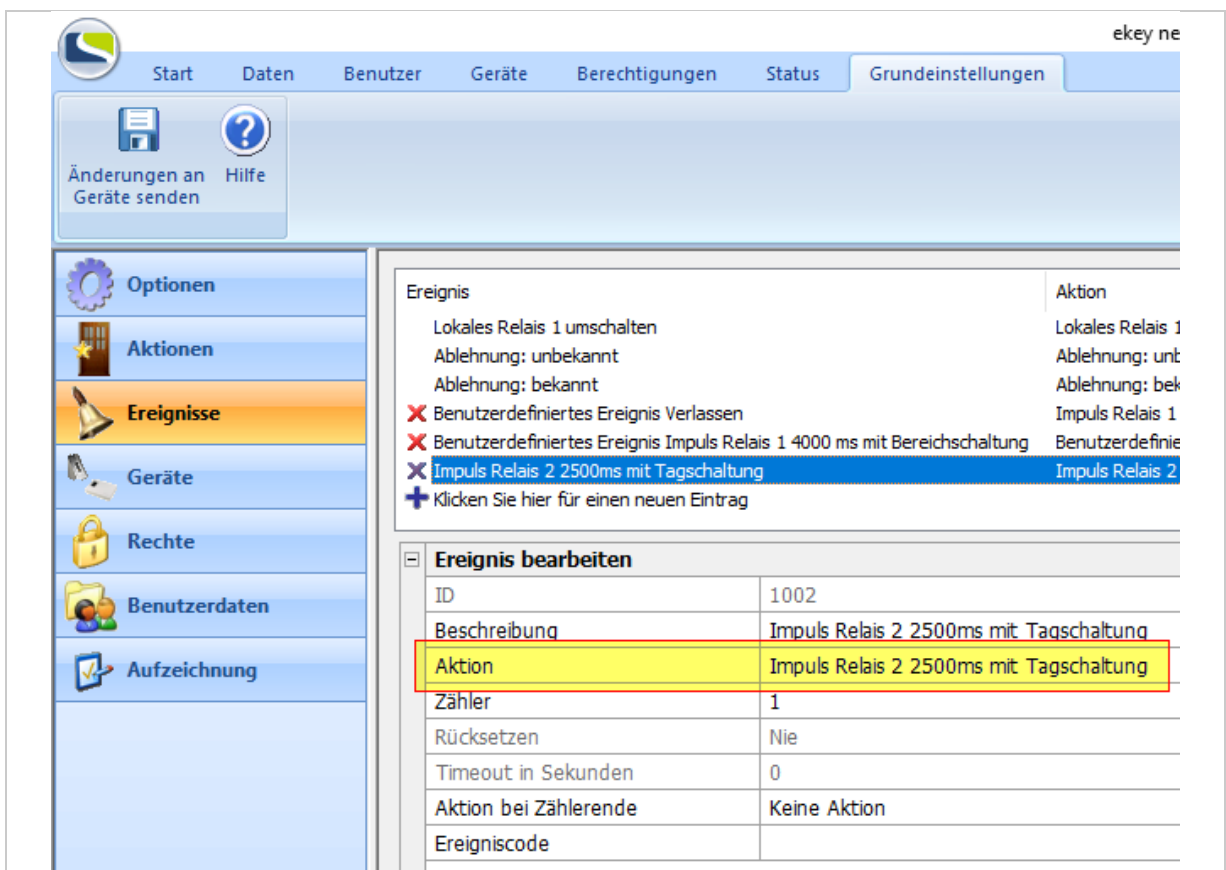 ekey ne
Start Daten Benutzer Geräte Berechtigungen Status Grundeinstellungen
Änderungen an Geräte senden
Hilfe
Optionen
Aktionen
Ereignisse
Geräte
Rechte
Benutzerdaten
Aufzeichnung
Ereignis Aktion
Lokales Relais 1 umschalten Lokales Relais 1
Ablehnung: unbekannt Ablehnung: unb
Ablehnung: bekannt Ablehnung: bek
Benutzerdefiniertes Ereignis Verlassen Impuls Relais 1
Benutzerdefiniertes Ereignis Impuls Relais 1 4000 ms mit Bereichschaltung Benutzerdefinie
Impuls Relais 2 2500ms mit Tagschaltung Impuls Relais 2
Klicken Sie hier für einen neuen Eintrag
Ereignis bearbeiten
ID 1002
Beschreibung Impuls Relais 2 2500ms mit Tagschaltung
Aktion Impuls Relais 2 2500ms mit Tagschaltung
Zähler 1
Rücksetzen Nie
Timeout in Sekunden 0
Aktion bei Zählerende Keine Aktion
Ereigniscode